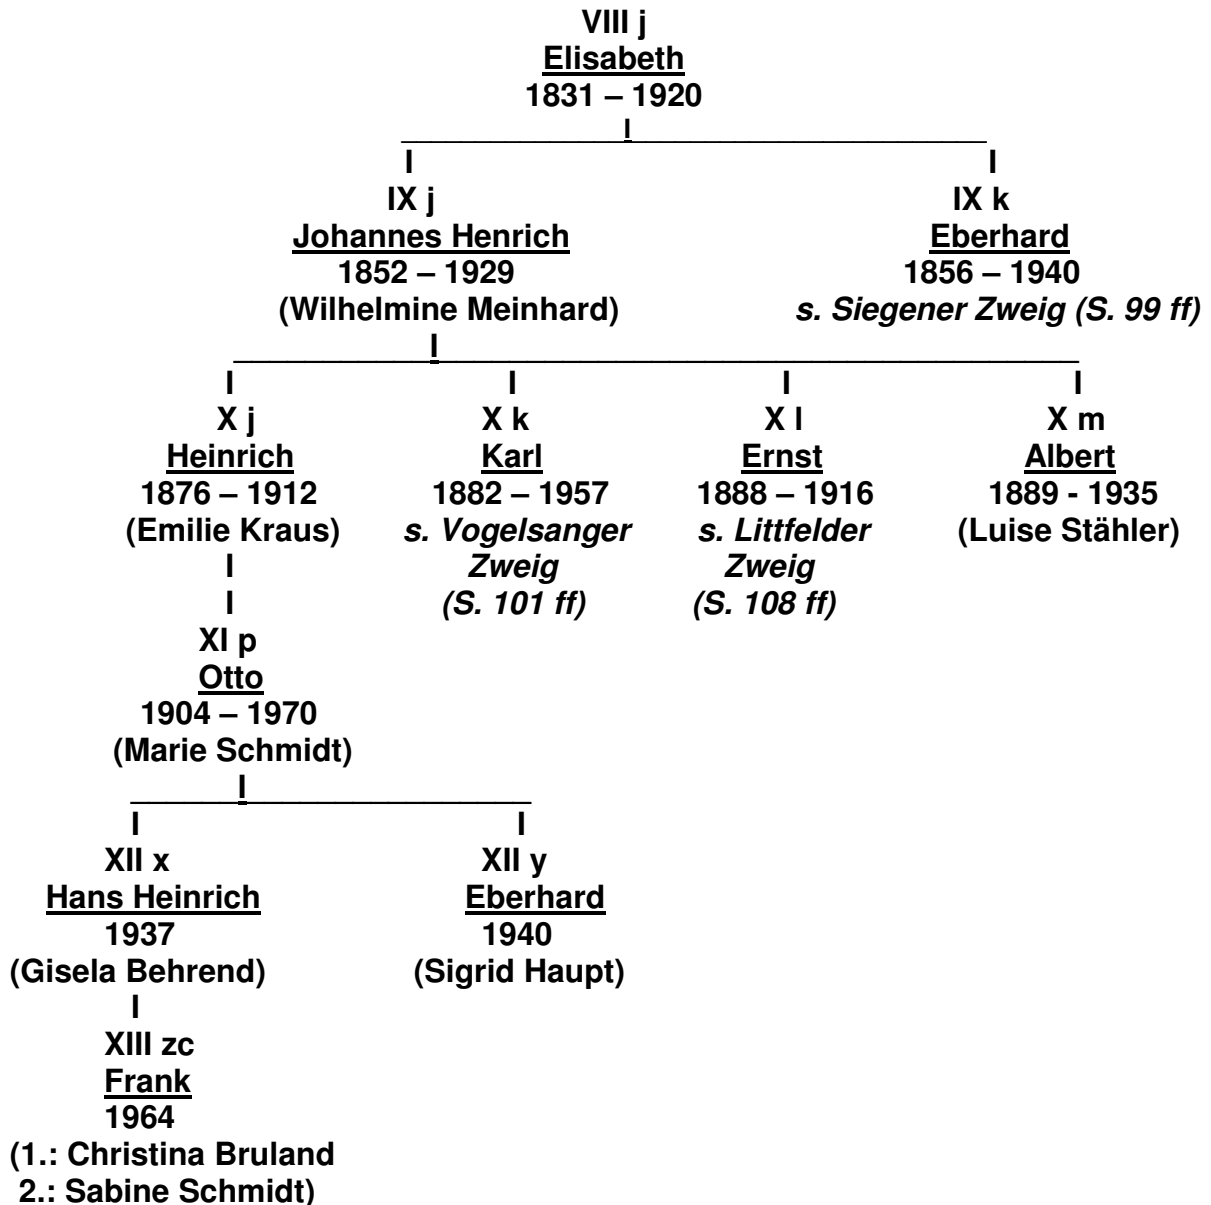 VIII j
Elisabeth
1831 – 1920
I
I I
IX j IX k
Johannes Henrich Eberhard
1852 – 1929 1856 – 1940
(Wilhelmine Meinhard) s. Siegener Zweig (S. 99 ff)
I
I I I I
X j X k X l X m
Heinrich Karl Ernst Albert
1876 – 1912 1882 – 1957 1888 – 1916 1889 - 1935
(Emilie Kraus) s. Vogelsanger s. Littfelder (Luise Stähler)
I Zweig Zweig
I (S. 101 ff) (S. 108 ff)
XI p
Otto
1904 – 1970
(Marie Schmidt)
I
I I
XII x XII y
Hans Heinrich Eberhard
1937 1940
(Gisela Behrend) (Sigrid Haupt)
I
XIII zc
Frank
1964
(1.: Christina Bruland
2.: Sabine Schmidt)